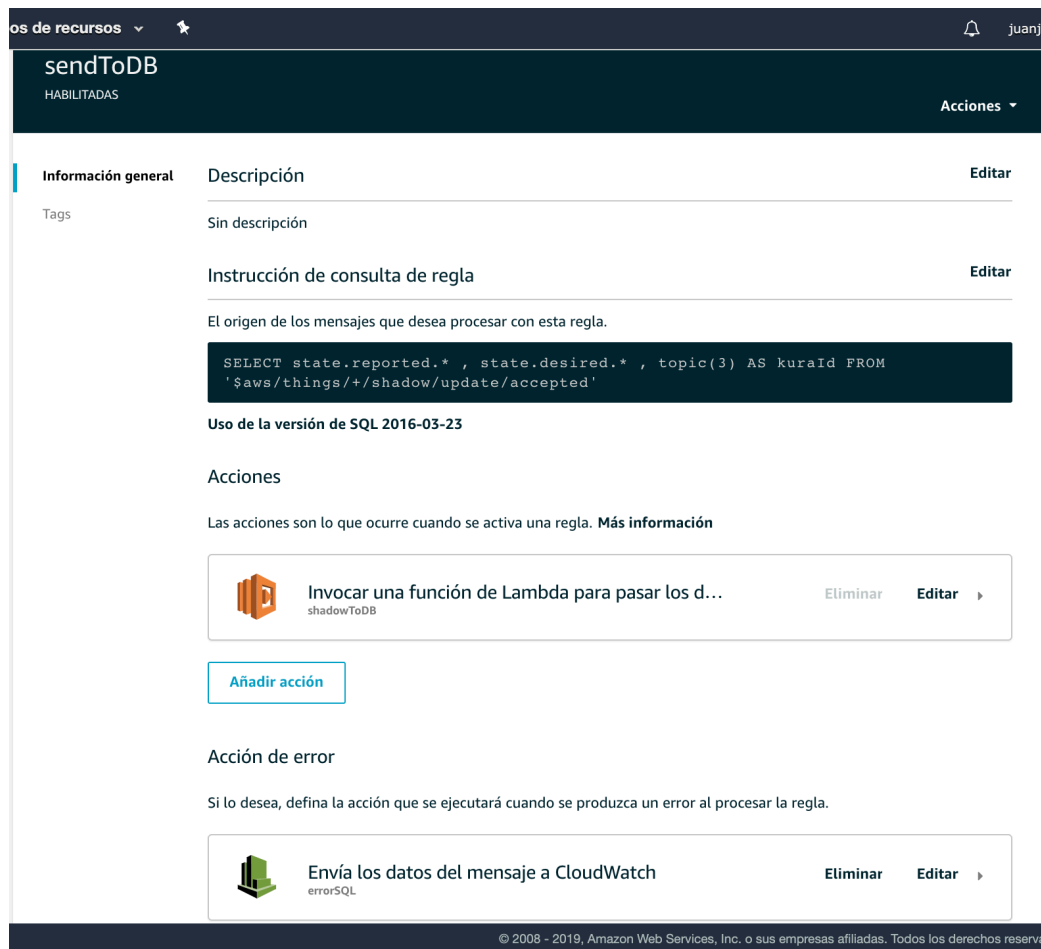 os de recursos
juanj
sendToDB
HABILITADAS
Acciones
Información general
Tags
Descripción
Editar
Sin descripción
Instrucción de consulta de regla
Editar
El origen de los mensajes que desea procesar con esta regla.
SELECT state.reported.* , state.desired.* , topic(3) AS kuraId FROM
'$aws/things/+/shadow/update/accepted'
Uso de la versión de SQL 2016-03-23
Acciones
Las acciones son lo que ocurre cuando se activa una regla. Más información
Invocar una función de Lambda para pasar los d…
shadowToDB
Eliminar
Editar
Añadir acción
Acción de error
Si lo desea, defina la acción que se ejecutará cuando se produzca un error al procesar la regla.
Envía los datos del mensaje a CloudWatch
errorSQL
Eliminar
Editar
© 2008 - 2019, Amazon Web Services, Inc. o sus empresas afiliadas. Todos los derechos reserva